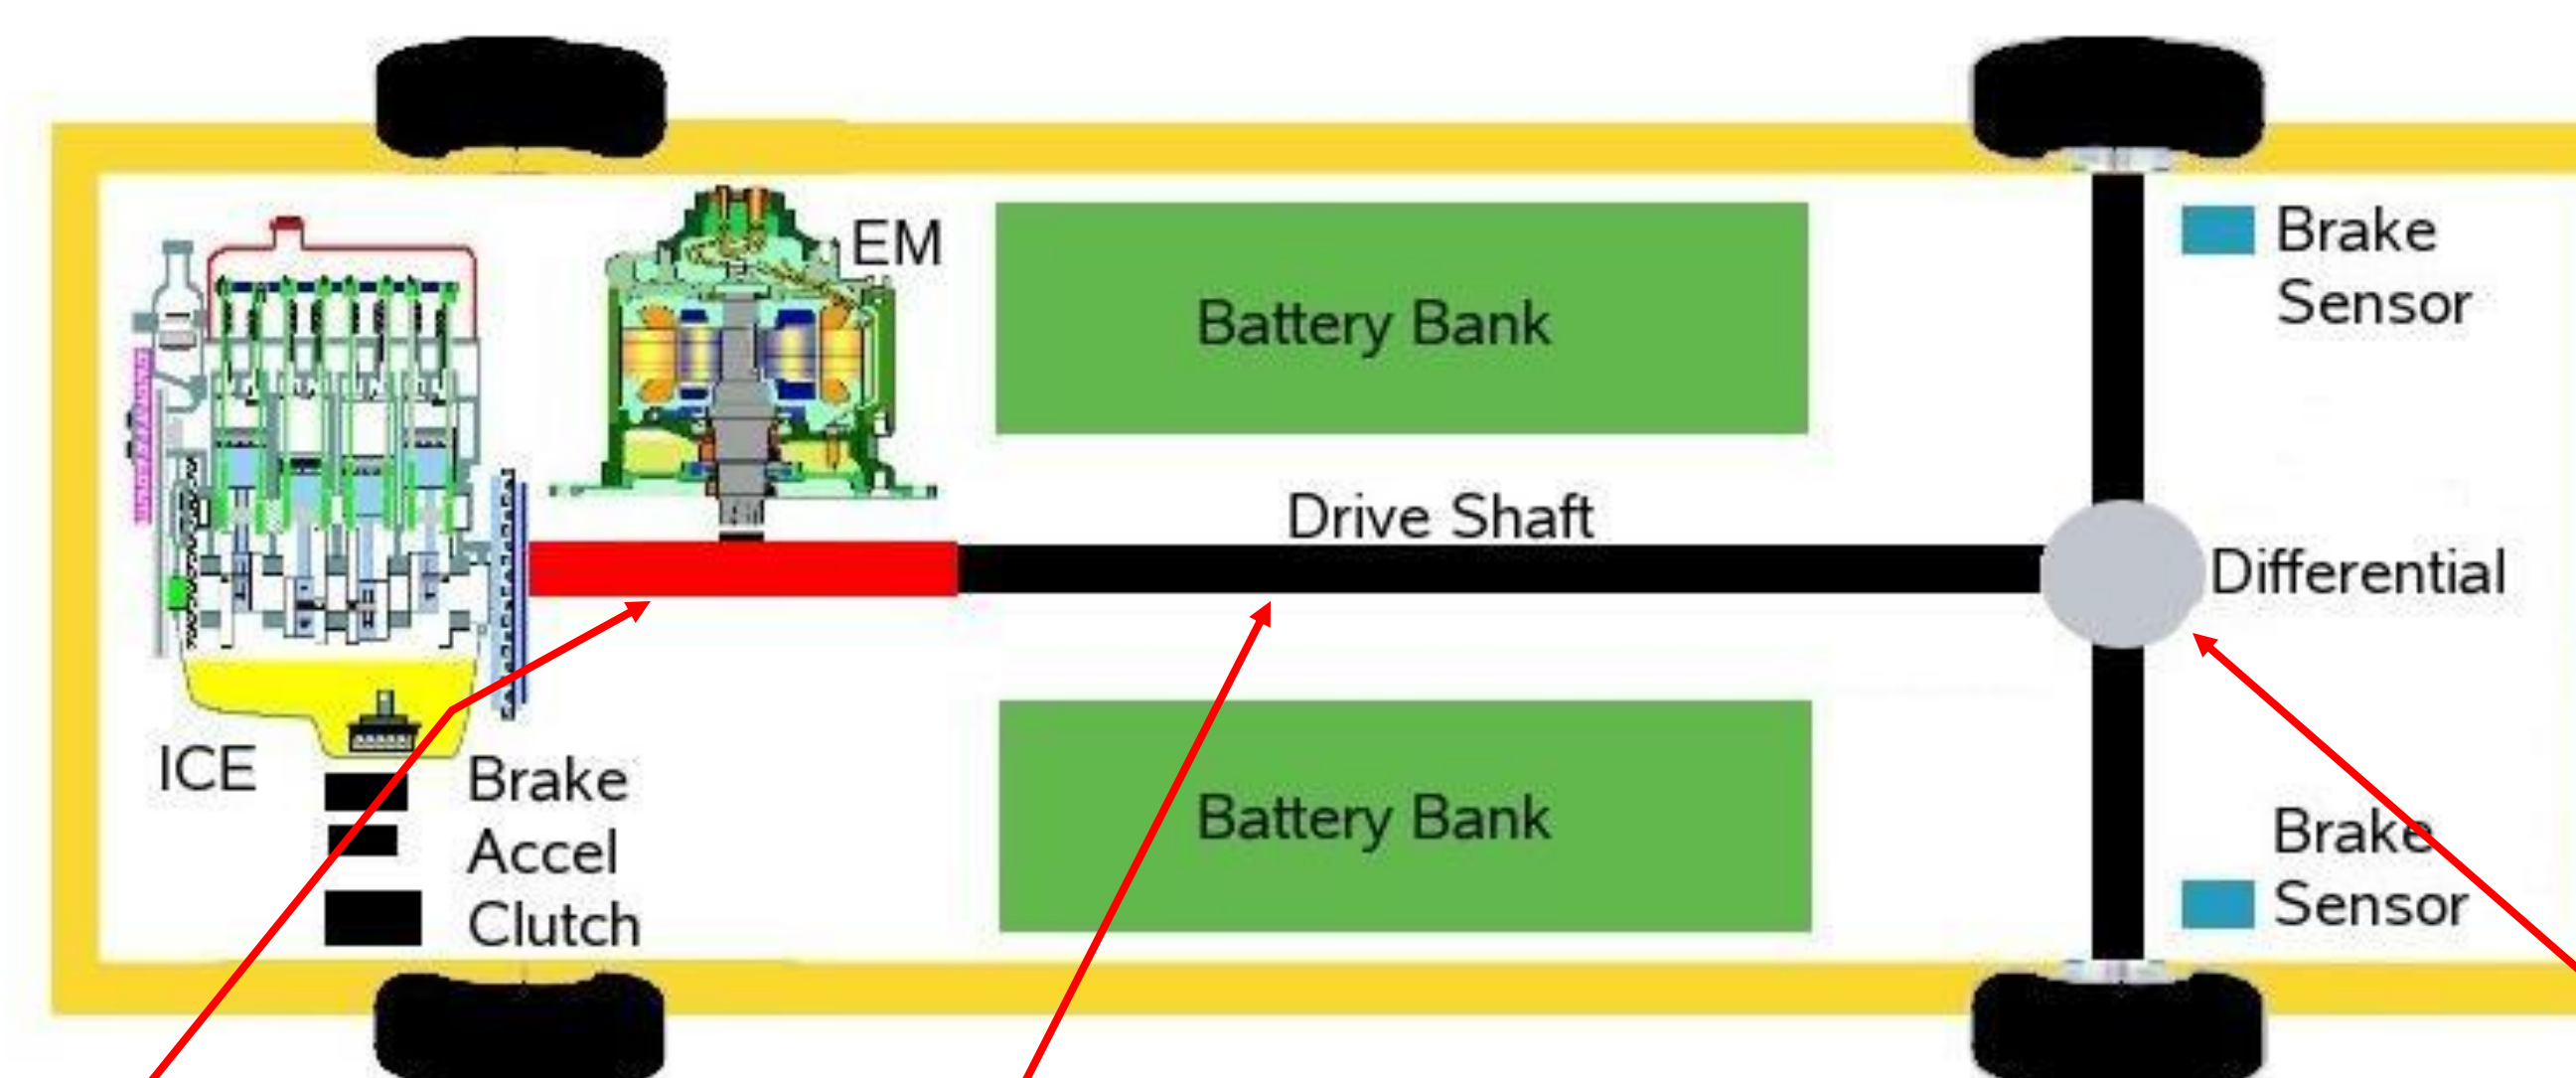 EM
Battery Bank
Brake
Sensor
Drive Shaft
Differential
ICE
Brake
Accel
Clutch
Battery Bank
Brake
Sensor